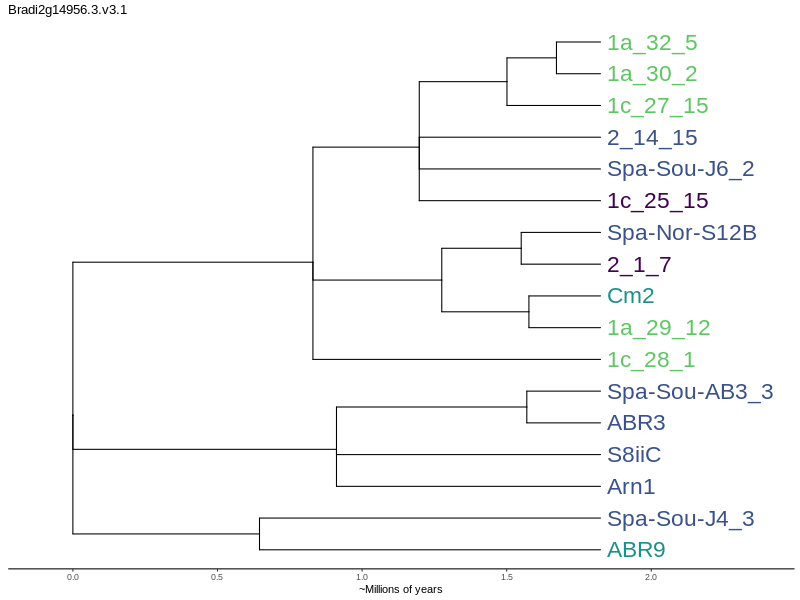 Bradi2g14956.3.v3.1
1a_32_5
1a_30_2
1c_27_15
2_14_15
Spa-Sou-J6_2
1c_25_15
Spa-Nor-S12B
2_1_7
Cm2
1a_29_12
1c_28_1
Spa-Sou-AB3_3
ABR3
S8iiC
Arn1
Spa-Sou-J4_3
ABR9
0.0 0.5 1.0 1.5 2.0
~Millions of years